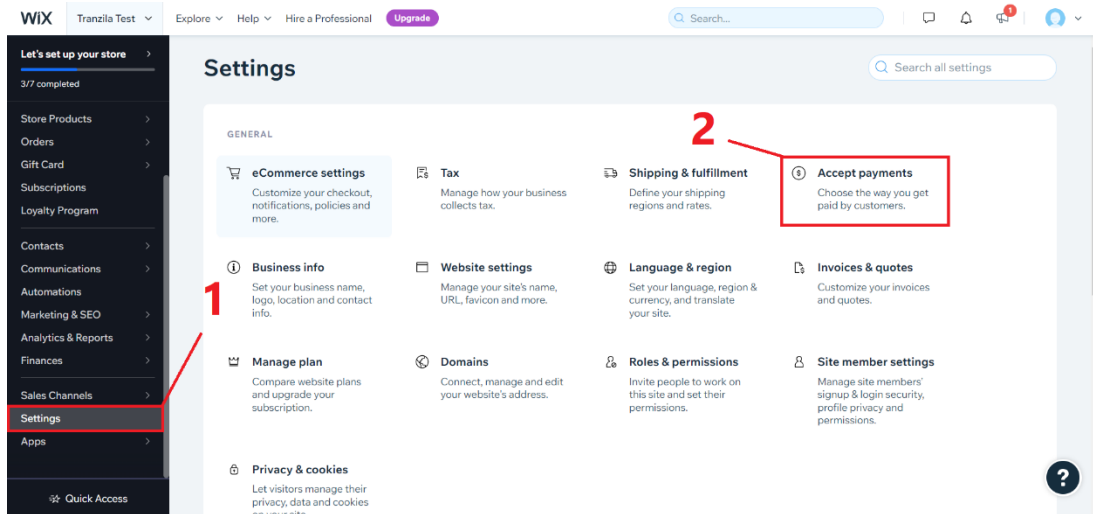 WiX Tranzila Test Explore Help Hire a Professional Upgrade Search... 1
Let's set up your store
3/7 completed
Store Products
Orders
Gift Card
Subscriptions
Loyalty Program
Contacts
Communications
Automations
Marketing & SEO
Analytics & Reports
Finances
Sales Channels
Settings
Apps
Quick Access
1
Settings
Search all settings
GENERAL
2
eCommerce settings
Customize your checkout,
notifications, policies and
more.
Tax
Manage how your business
collects tax.
Shipping & fulfillment
Define your shipping
regions and rates.
Accept payments
Choose the way you get
paid by customers.
Business info
Set your business name,
logo, location and contact
info.
Website settings
Manage your site's name,
URL, favicon and more.
Language & region
Set your language, region &
currency, and translate
your site.
Invoices & quotes
Customize your invoices
and quotes.
Manage plan
Compare website plans
and upgrade your
subscription.
Domains
Connect, manage and edit
your website's address.
Roles & permissions
Invite people to work on
this site and set their
permissions.
Site member settings
Manage site members'
signup & login security,
profile privacy and
permissions.
Privacy & cookies
Let visitors manage their
privacy, data and cookies
on your site.
?